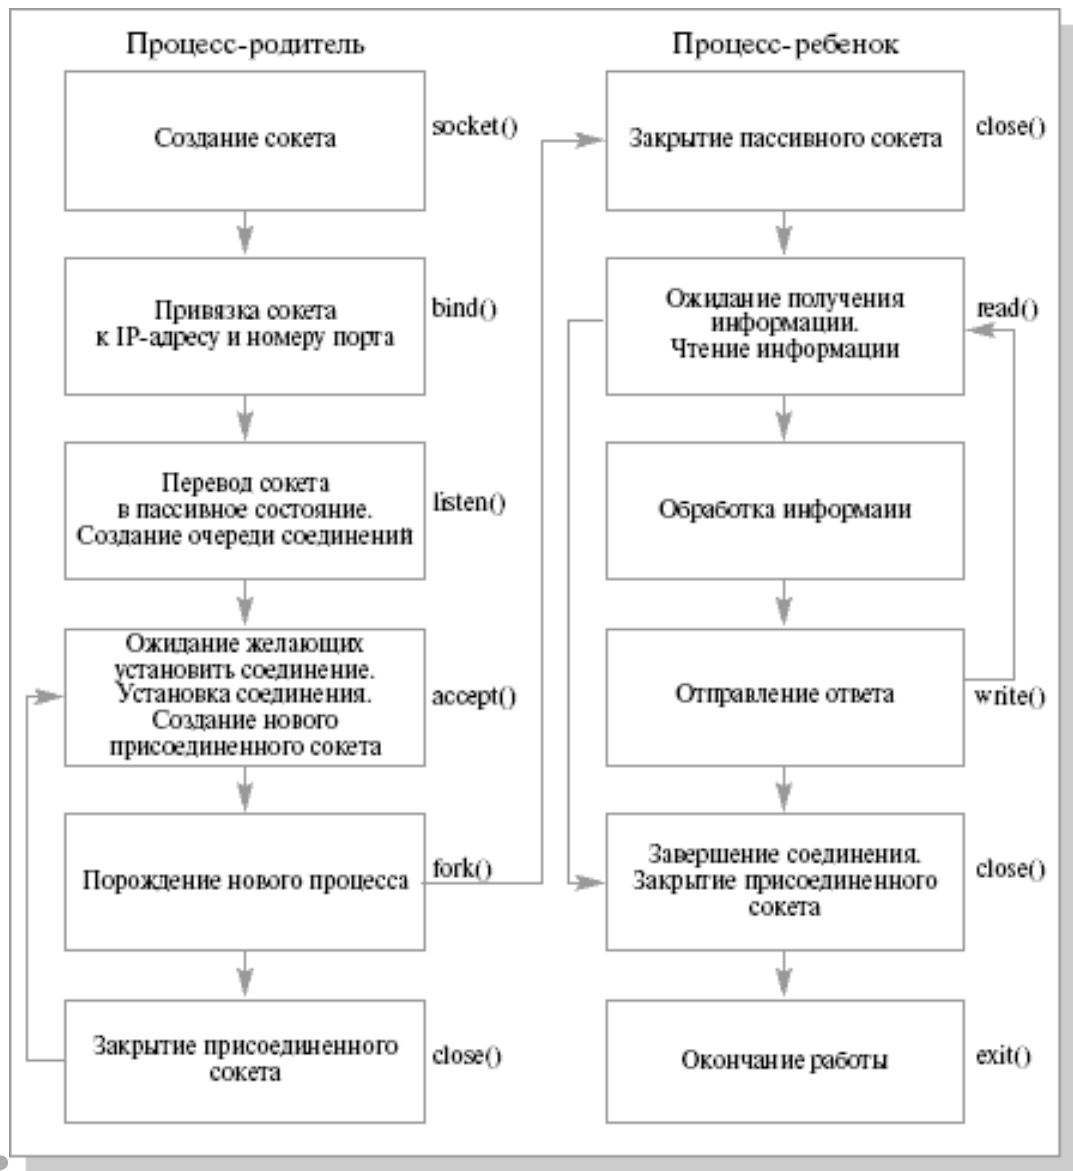 Процесс-родитель
Создание сокета
socket()
Привязка сокета
к IP-адресу и номеру порта
bind()
Перевод сокета
в пассивное состояние.
Создание очереди соединений
listen()
Ожидание желающих
установить соединение.
Установка соединения.
Создание нового
присоединенного сокета
accept()
Порождение нового процесса
fork()
Закрытие присоединенного
сокета
close()
Процесс-ребенок
Закрытие пассивного сокета
close()
Ожидание получения
информации.
Чтение информации
read()
Обработка информаии
Отправление ответа
write()
Завершение соединения.
Закрытие присоединенного
сокета
close()
Окончание работы
exit()